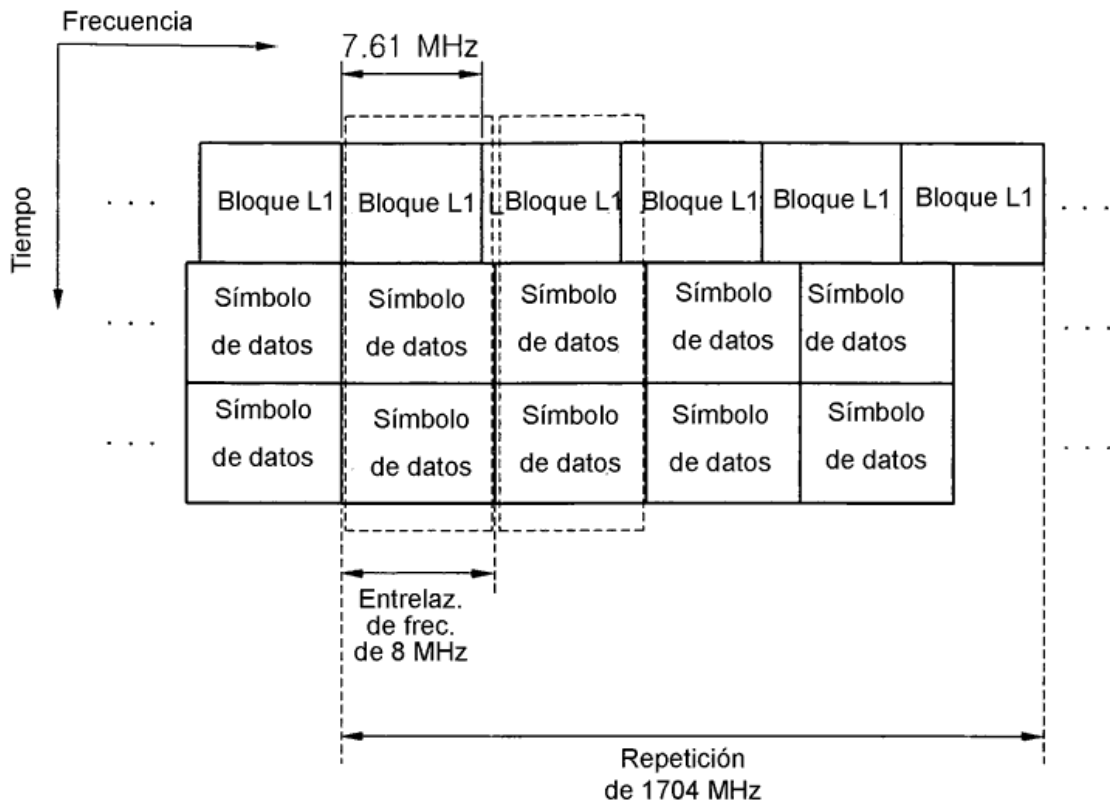 Frecuencia
7.61 MHz
Tiempo
. . . Bloque L1 Bloque L1 Bloque L1 Bloque L1 Bloque L1 Bloque L1 . . .
Símbolo Símbolo Símbolo Símbolo Símbolo
. . . de datos de datos de datos de datos de datos . . .
Símbolo Símbolo Símbolo Símbolo Símbolo
. . . de datos de datos de datos de datos de datos . . .
Entrelaz.
de frec.
de 8 MHz
Repetición
de 1704 MHz